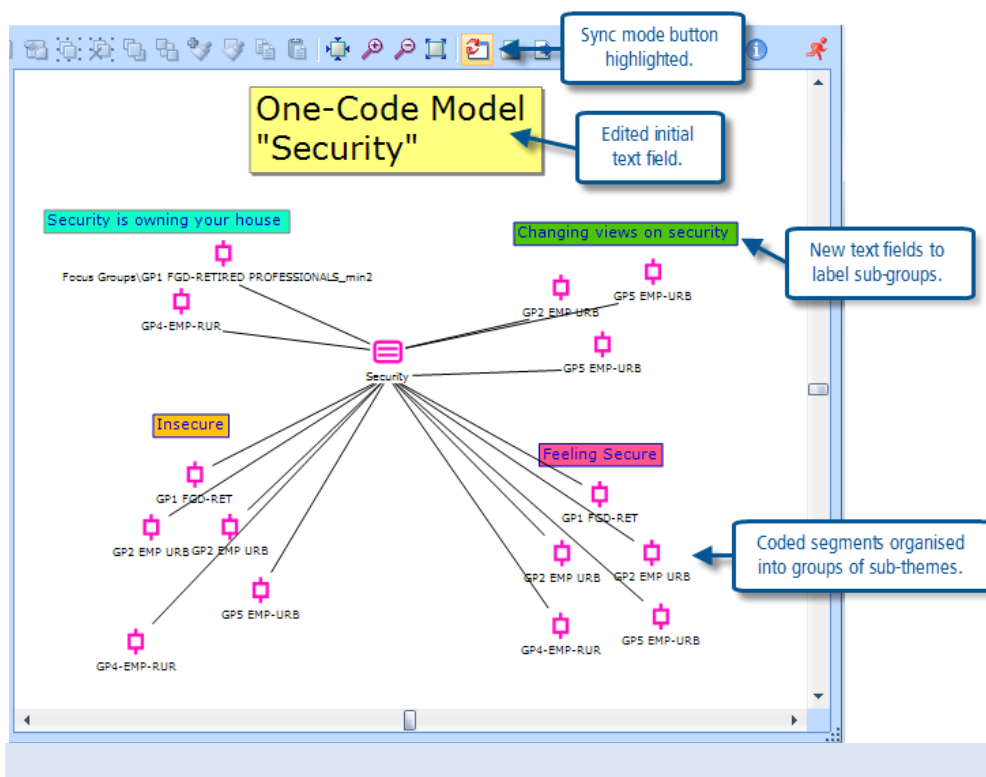 Sync mode button
highlighted.
One-Code Model
"Security"
Edited initial
text field.
Security is owning your house
Changing views on security
New text fields to
label sub-groups.
Focus Groups\GP1 FGD-RETIRED PROFESSIONALS_min2
GP5 EMP-URB
GP2 EMP URB
GP4-EMP-RUR
GP5 EMP-URB
Security
Insecure
Feeling Secure
GP1 FGD-RET
GP1 FGD-RET
GP2 EMP URB
GP2 EMP URB
GP2 EMP URB
GP2 EMP URB
Coded segments organised
into groups of sub-themes.
GP5 EMP-URB
GP5 EMP-URB
GP4-EMP-RUR
GP4-EMP-RUR